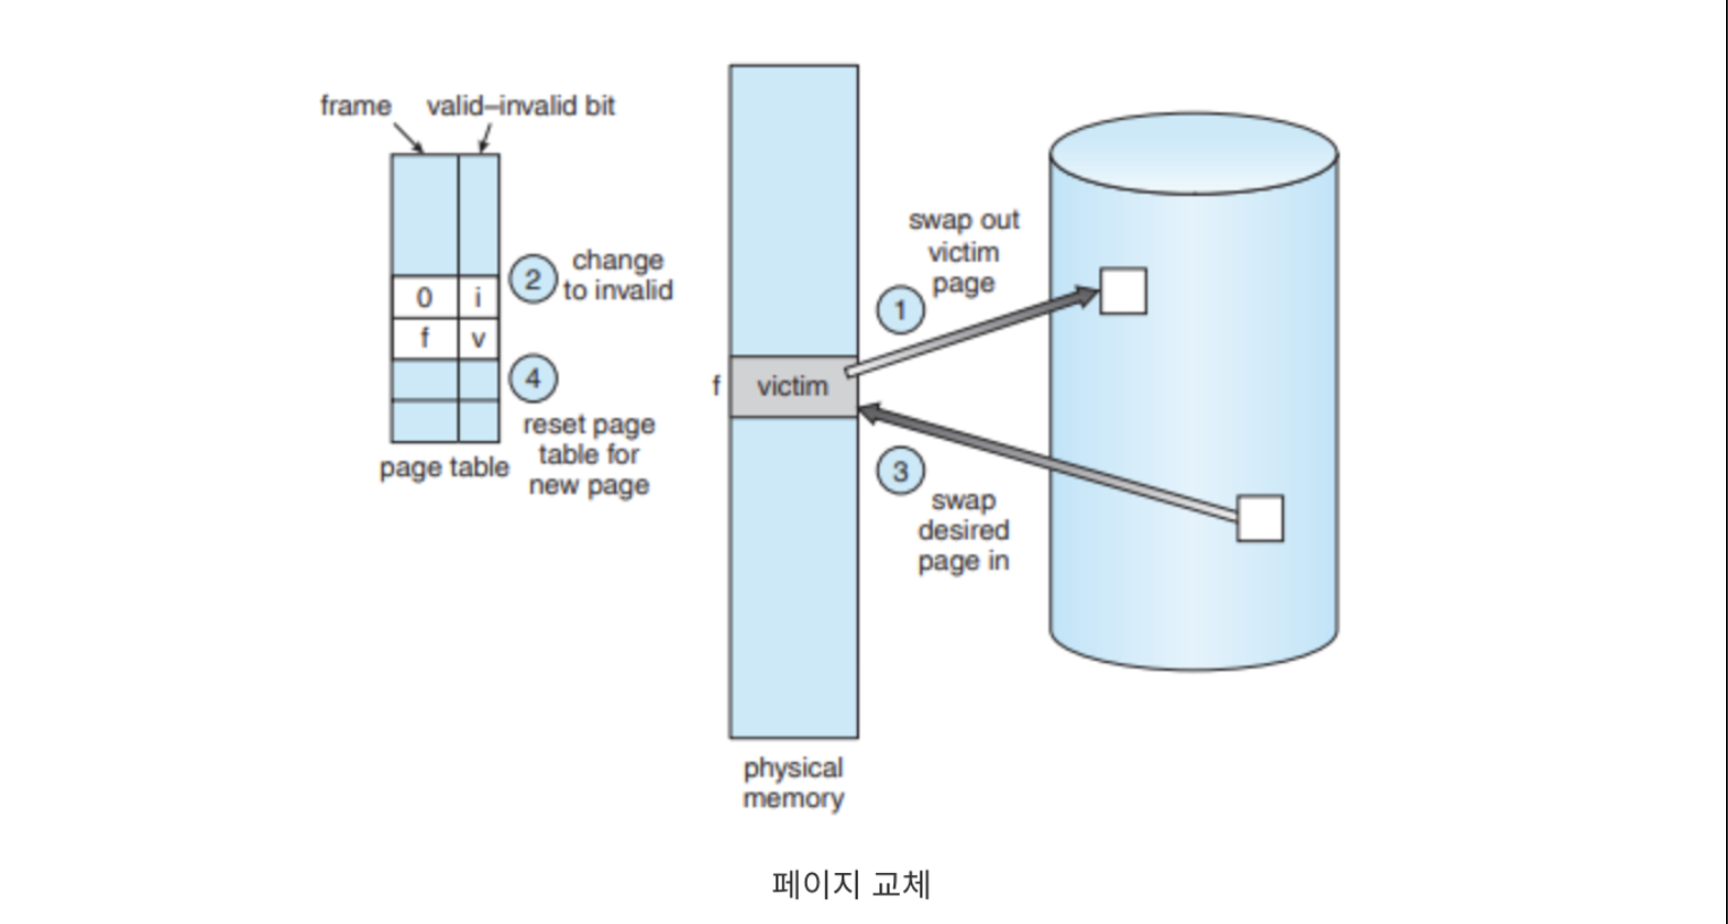 frame
valid–invalid bit
0 i
f v
page table
2
change
to invalid
4
reset page
table for
new page
f
victim
physical
memory
swap out
victim
page
1
3
swap
desired
page in
페이지 교체